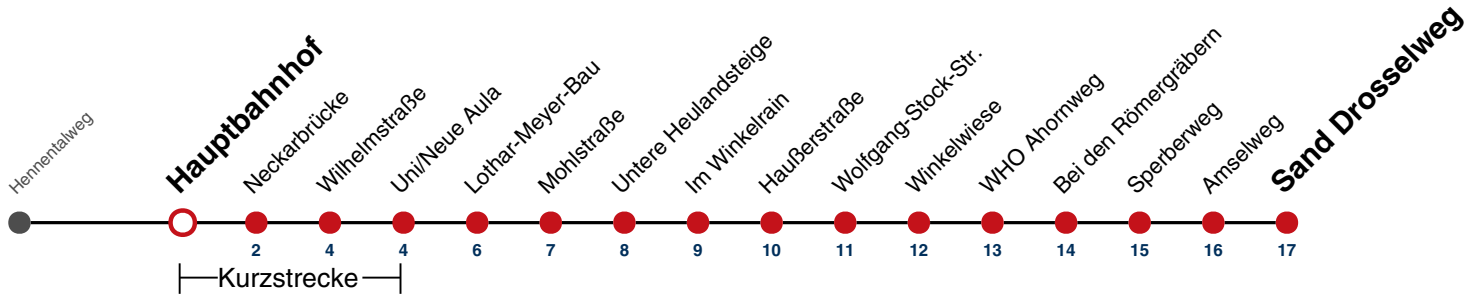 Hennentalweg
Hauptbahnhof
Neckarbrücke
Wilhelmstraße
Uni/Neue Aula
Lothar-Meyer-Bau
Mohlstraße
Untere Heulandsteige
Im Winkelrain
Haußerstraße
Wolfgang-Stock-Str.
Winkelwiese
WHO Ahornweg
Bei den Römergräbern
Sperberweg
Amselweg
Sand Drosselweg
2 4 4 6 7 8 9 10 11 12 13 14 15 16 17
Kurzstrecke